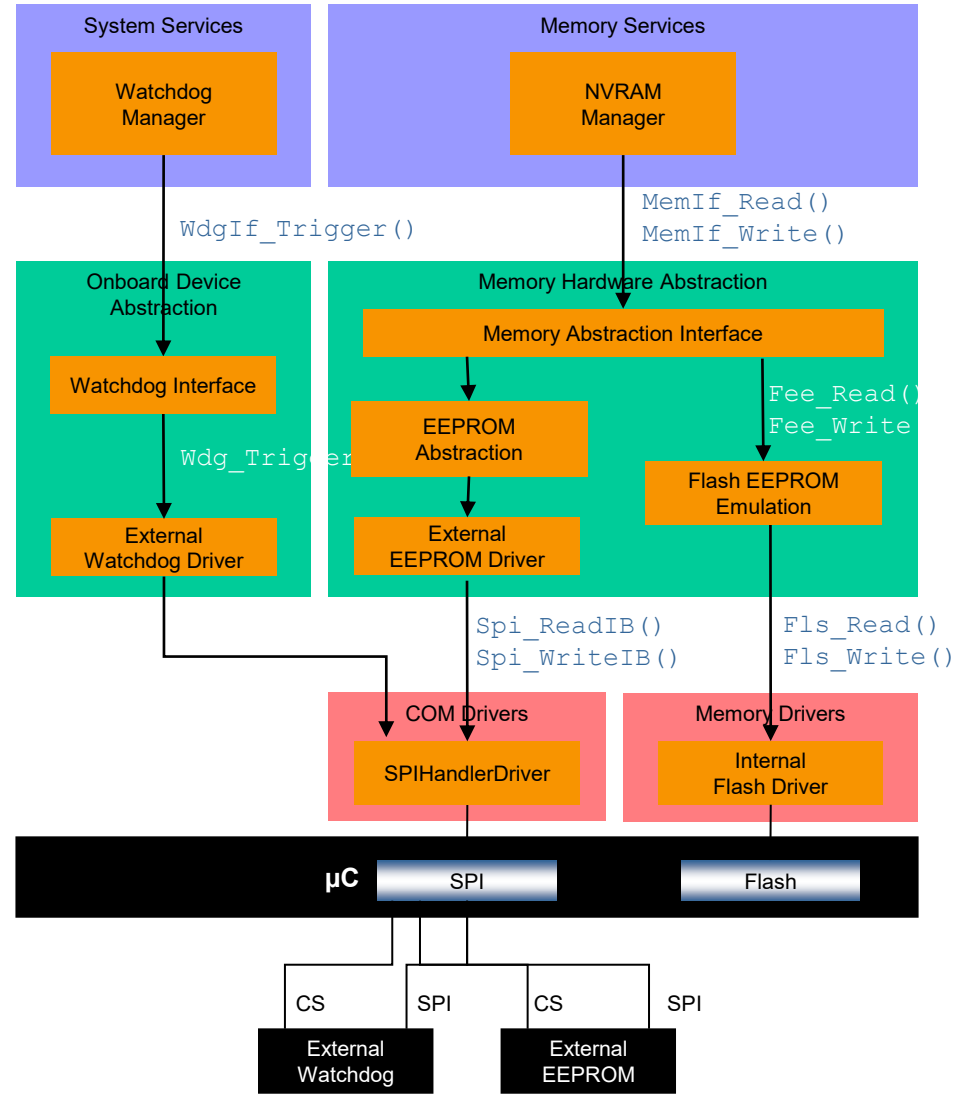 System Services
Memory Services
Watchdog
Manager
NVRAM
Manager
WdgIf_Trigger()
MemIf_Read()
MemIf_Write()
Onboard Device
Abstraction
Memory Hardware Abstraction
Memory Abstraction Interface
Watchdog Interface
EEPROM
Abstraction
Fee_Read()
Fee_Write
Wdg_Trigger
Flash EEPROM
Emulation
External
Watchdog Driver
External
EEPROM Driver
Spi_ReadIB()
Spi_WriteIB()
Fls_Read()
Fls_Write()
COM Drivers
Memory Drivers
SPIHandlerDriver
Internal
Flash Driver
µC
SPI
Flash
CS
SPI
CS
SPI
External
Watchdog
External
EEPROM